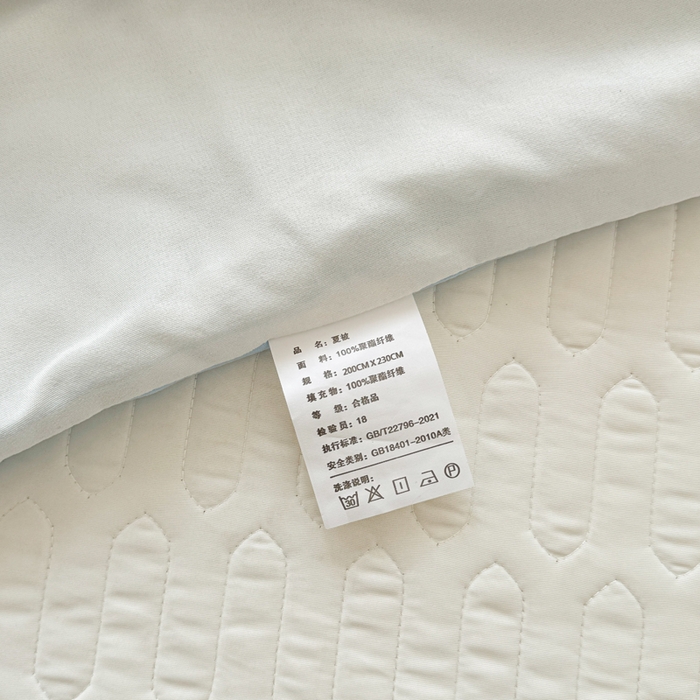 品 名：夏被
面 料：100%聚酯纤维
规 格：200CM X 230CM
填充物：100%聚酯纤维
等 级：合格品
检验员：18
执行标准：GB/T22796-2021
安全类别：GB18401-2010A类
洗涤说明：
30 P